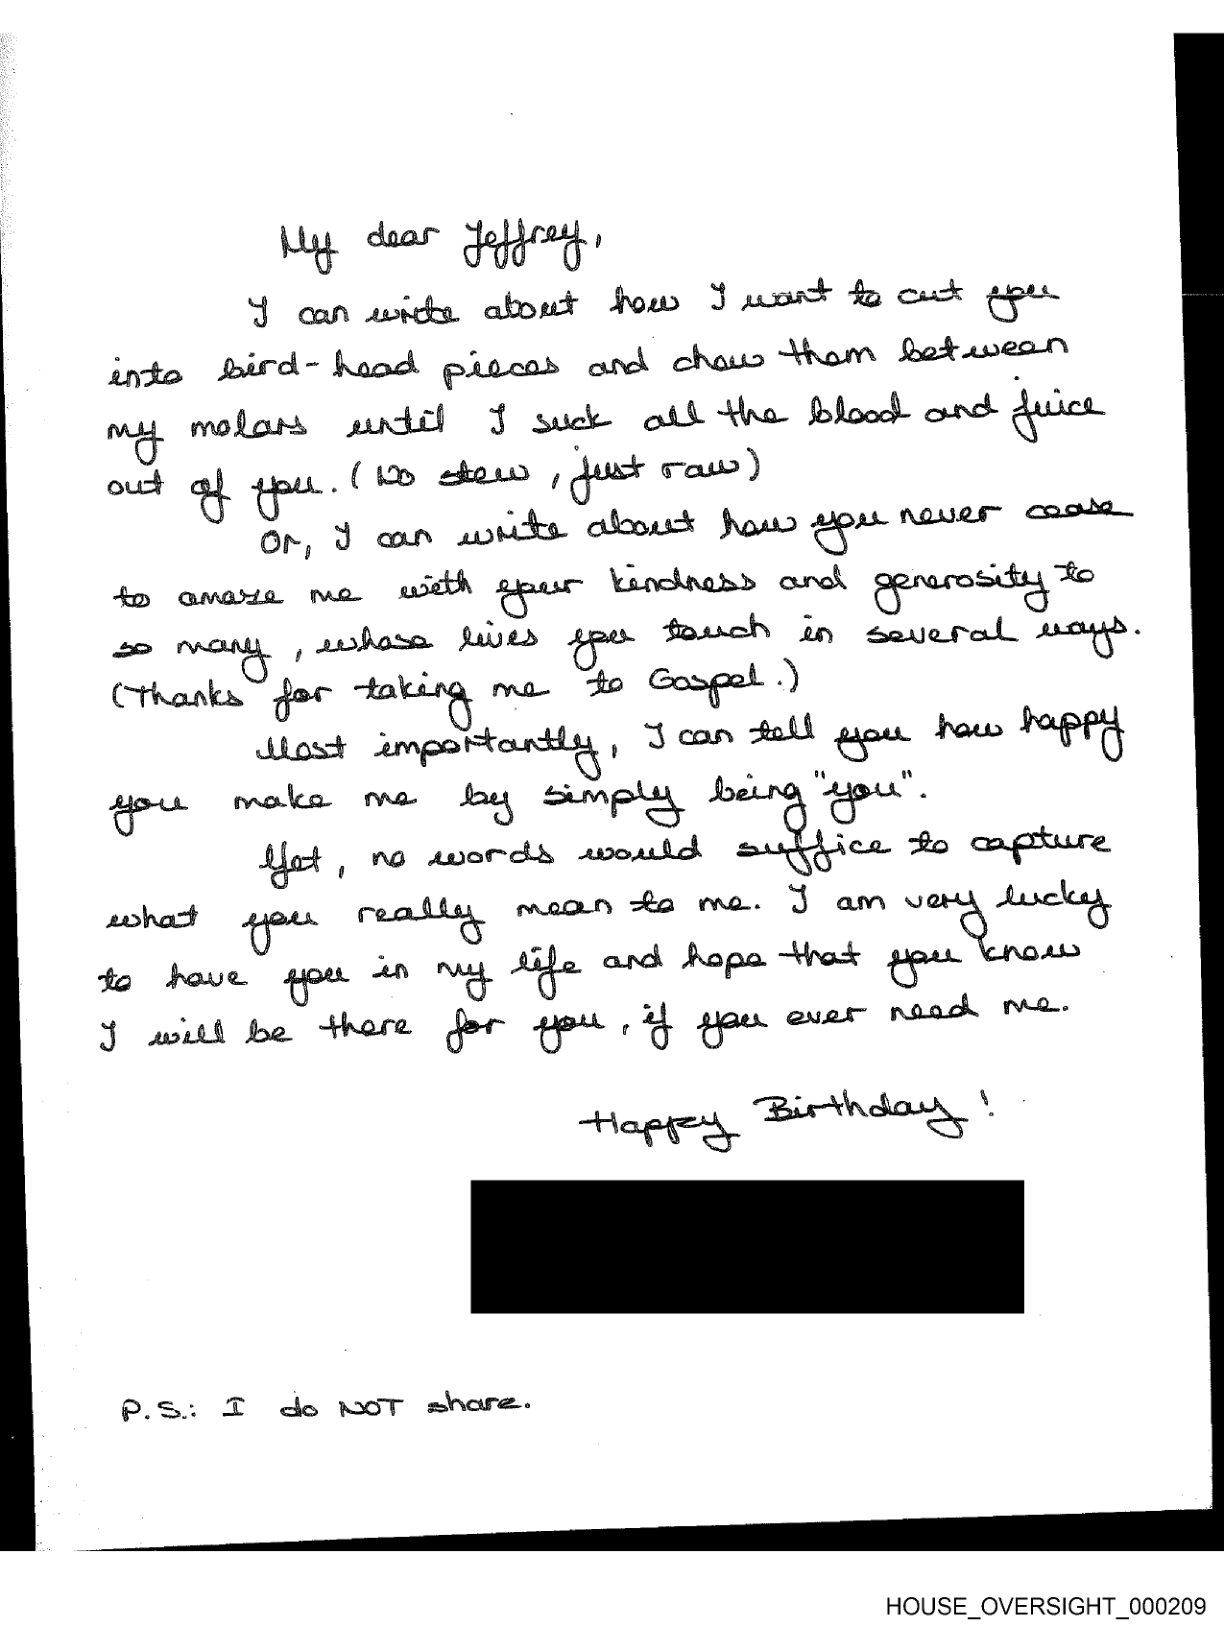 My dear Jeffrey,
I can write about how I want to cut you
into bird-head pieces and chew them between
my molars until I suck all the blood and juice
out of you. (No stew, just raw)
Or, I can write about how you never cease
to amaze me with your kindness and generosity to
so many, whose lives you touch in several ways.
(Thanks for taking me to Gospel.)
Most importantly, I can tell you how happy
you make me by simply being "you".
Yet, no words would suffice to capture
what you really mean to me. I am very lucky
to have you in my life and hope that you know
I will be there for you, if you ever need me.
Happy Birthday!
P.S.: I do NOT share.
HOUSE_OVERSIGHT_000209